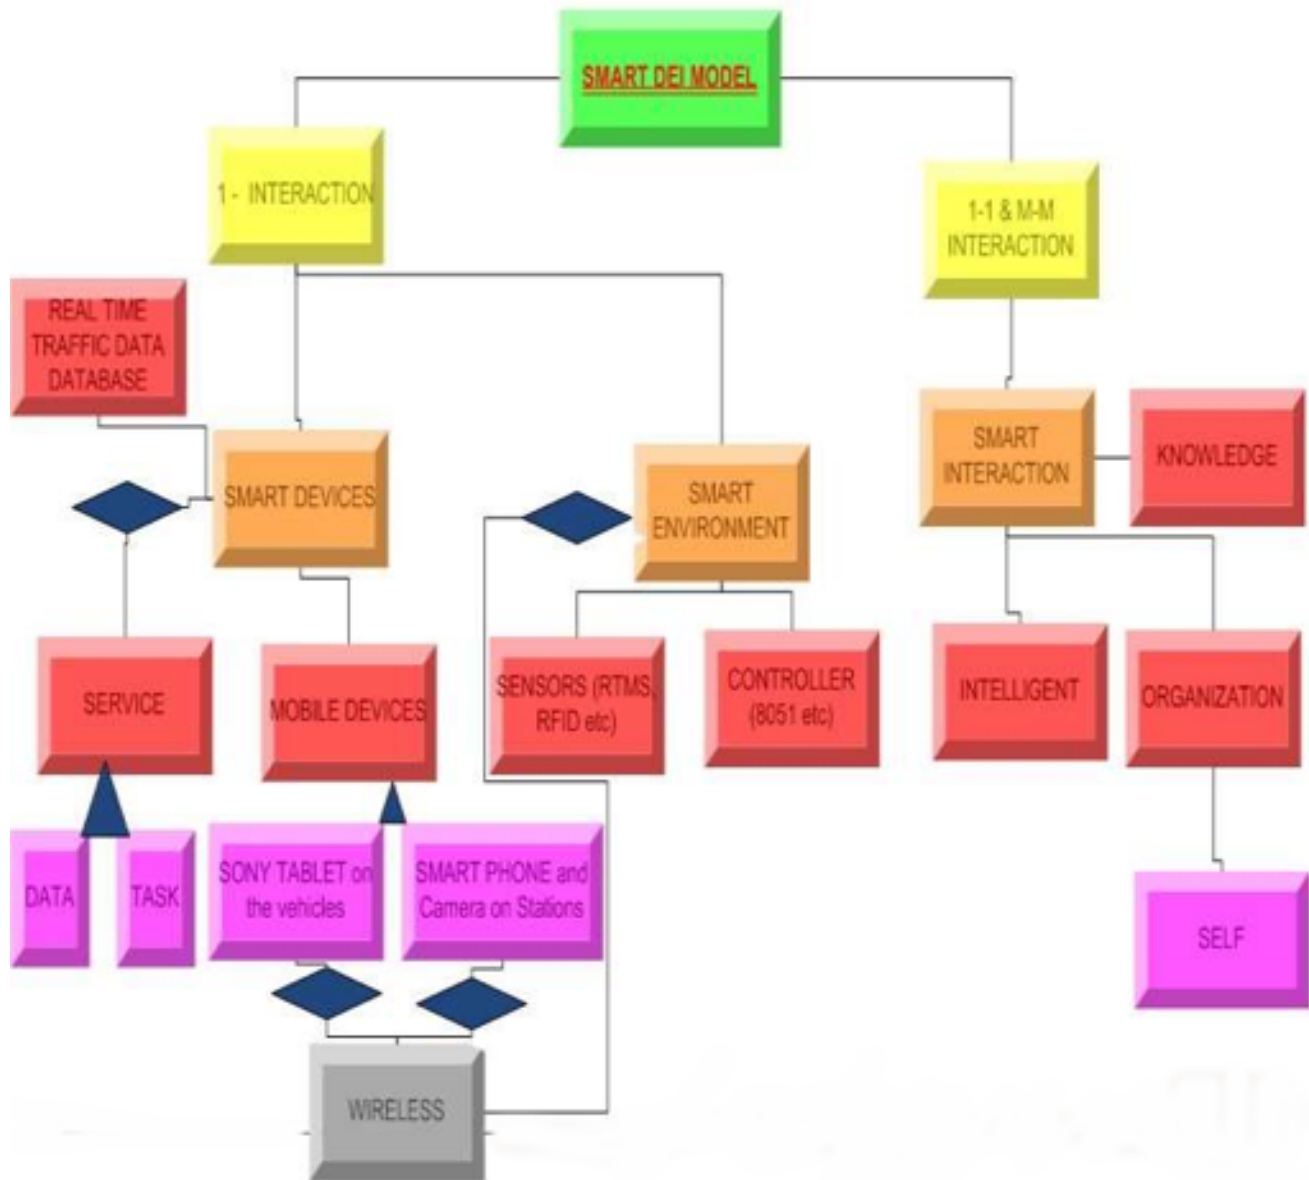 SMART DEI MODEL
1 - INTERACTION
1-1 & M-M
INTERACTION
REAL TIME
TRAFFIC DATA
DATABASE
SMART DEVICES
SMART
ENVIRONMENT
SMART
INTERACTION
KNOWLEDGE
SERVICE
MOBILE DEVICES
SENSORS (RTMS,
RFID etc)
CONTROLLER
(8051 etc)
INTELLIGENT
ORGANIZATION
DATA
TASK
SONY TABLET on
the vehicles
SMART PHONE and
Camera on Stations
SELF
WIRELESS